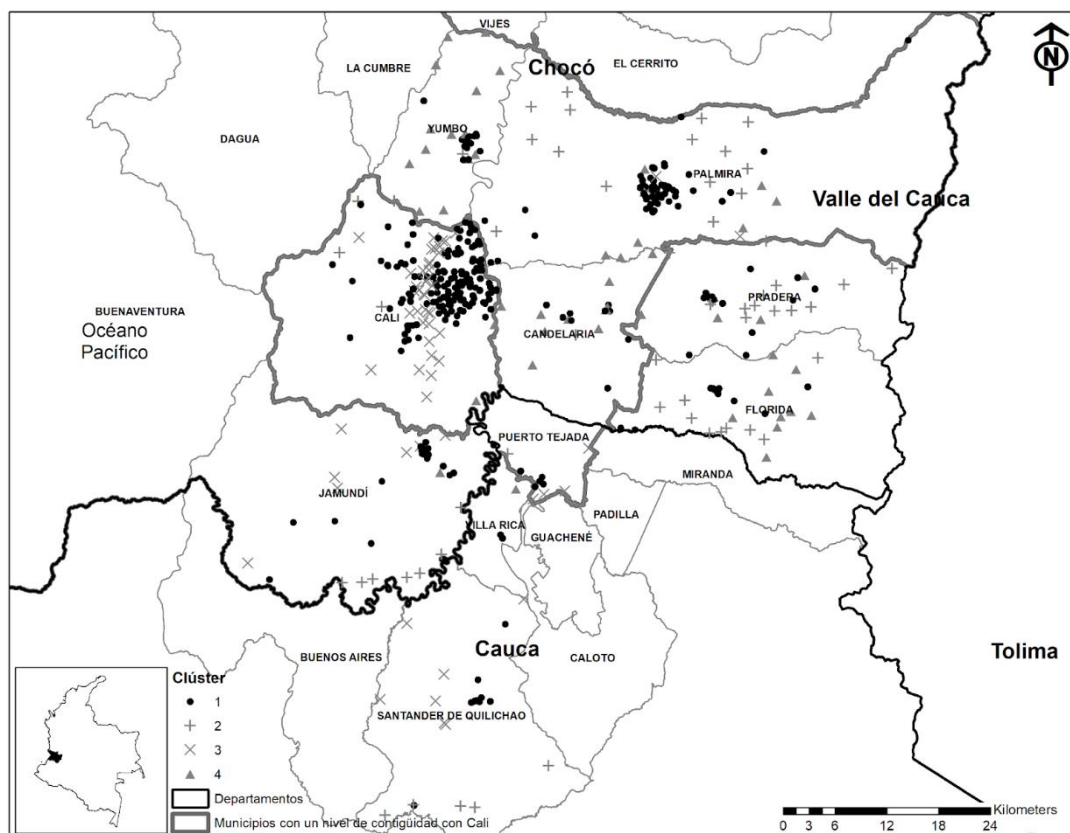 VIJES
Chocó
EL CERRITO
LA CUMBRE
YUMBO
DAGUA
PALMIRA
Valle del Cauca
BUENAVENTURA
PRADERA
Océano
Pacífico
CALI
CANDELARIA
FLORIDA
PUERTO TEJADA
MIRANDA
JAMUNDÍ
PADILLA
VILLA RICA
GUACHENÉ
Cauca
Tolima
BUENOS AIRES
CALOTO
SANTANDER DE QUILICHAO
N
Clúster
1
2
3
4
Departamentos
Municipios con un nivel de contigüidad con Cali
Kilometers
0 3 6 12 18 24